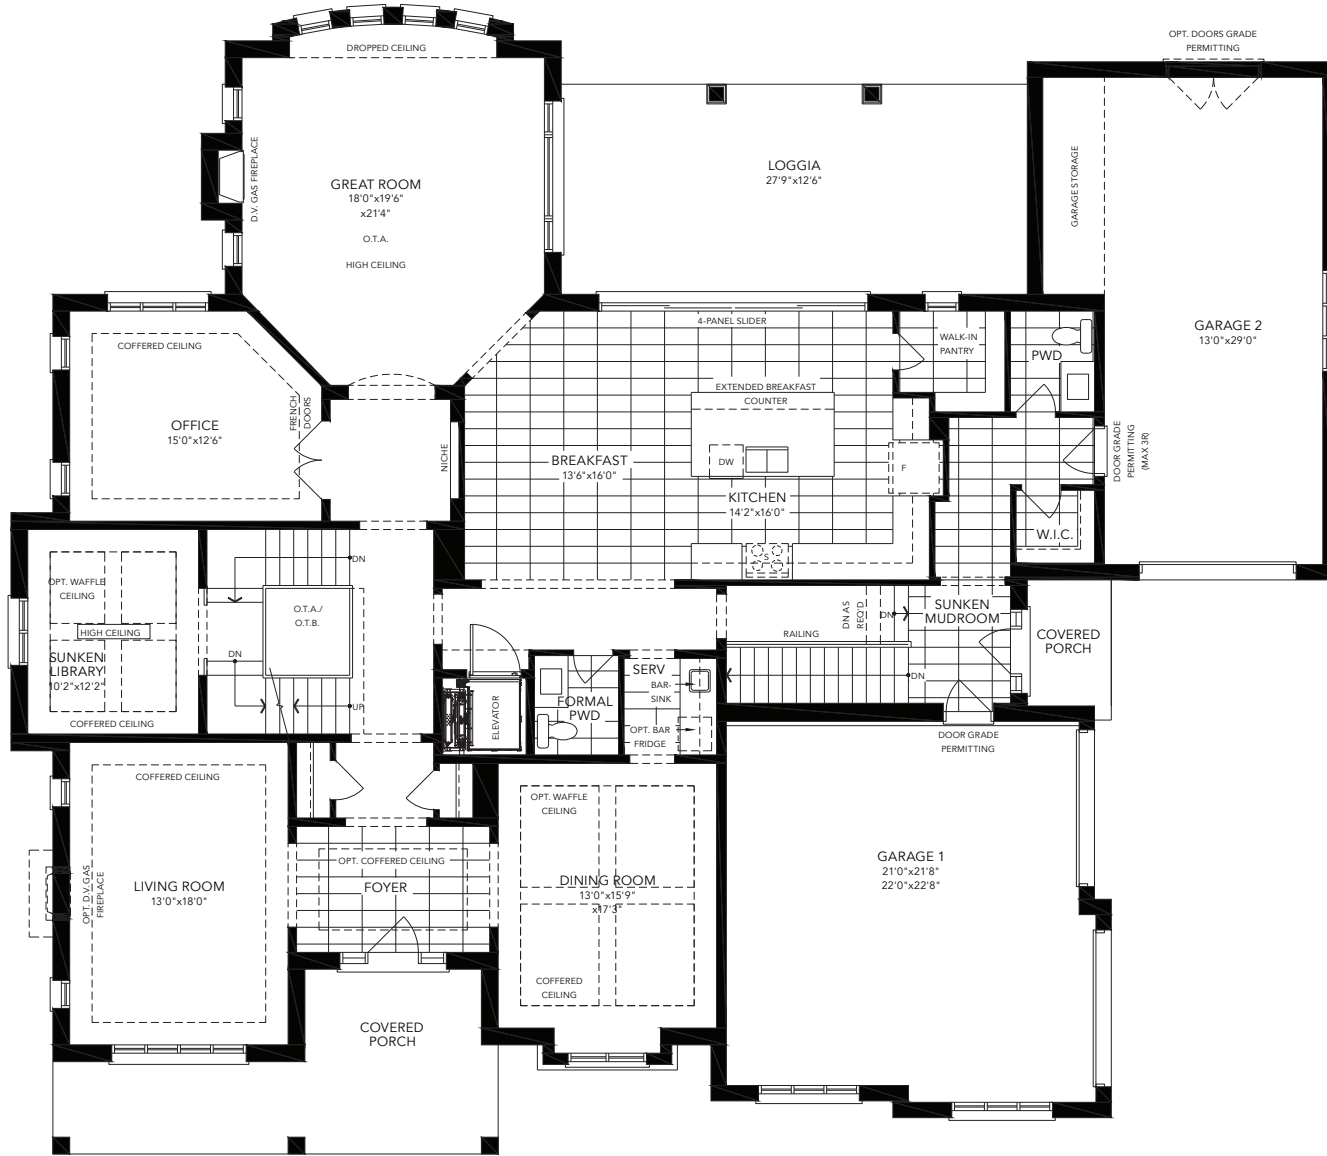 OPT. DOORS GRADE
PERMITTING
DROPPED CEILING
D.V. GAS FIREPLACE
GREAT ROOM
18'0"x19'6"
x21'4"
O.T.A.
HIGH CEILING
LOGGIA
27'9"x12'6"
GARAGE STORAGE
GARAGE 2
13'0"x29'0"
4-PANEL SLIDER
WALK-IN
PANTRY
PWD
COFFERED CEILING
OFFICE
15'0"x12'6"
FRENCH
DOORS
NICHE
EXTENDED BREAKFAST
COUNTER
DW
BREAKFAST
13'6"x16'0"
KITCHEN
14'2"x16'0"
F
S
DOOR GRADE
PERMITTING
(MAX 3R)
W.I.C.
OPT. WAFFLE
CEILING
HIGH CEILING
SUNKEN
LIBRARY
10'2"x12'2"
COFFERED CEILING
DN
O.T.A./
O.T.B.
DN
UP
DN AS
REQ'D
DN
RAILING
DN
SUNKEN
MUDROOM
COVERED
PORCH
ELEVATOR
FORMAL
PWD
SERV
BAR-
SINK
OPT. BAR
FRIDGE
DOOR GRADE
PERMITTING
COFFERED CEILING
LIVING ROOM
13'0"x18'0"
OPT. D.V. GAS
FIREPLACE
OPT. COFFERED CEILING
FOYER
OPT. WAFFLE
CEILING
DINING ROOM
13'0"x15'9"
x17'3"
COFFERED
CEILING
GARAGE 1
21'0"x21'8"
22'0"x22'8"
COVERED
PORCH